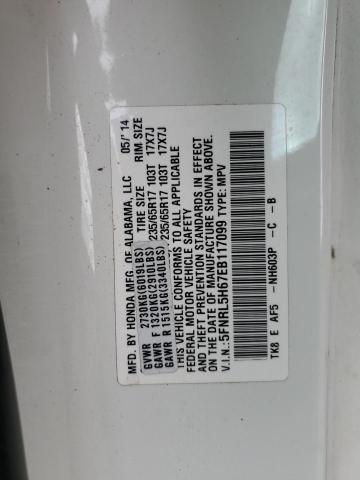 MFD. BY HONDA MFG. OF ALABAMA, LLC 05/ 14
TIRE SIZE RIM SIZE
GVWR 2730KG(6019LBS)
GAWR F 1320KG(2910LBS) 235/65R17 103T 17X7J
GAWR R 1515KG(3340LBS) 235/65R17 103T 17X7J
THIS VEHICLE CONFORMS TO ALL APPLICABLE
FEDERAL MOTOR VEHICLE SAFETY
AND THEFT PREVENTION STANDARDS IN EFFECT
ON THE DATE OF MANUFACTURE SHOWN ABOVE.
V.I.N.: 5FNRL5H67EB117099 TYPE: MPV
TK8 E AF5 -NH603P - C - B